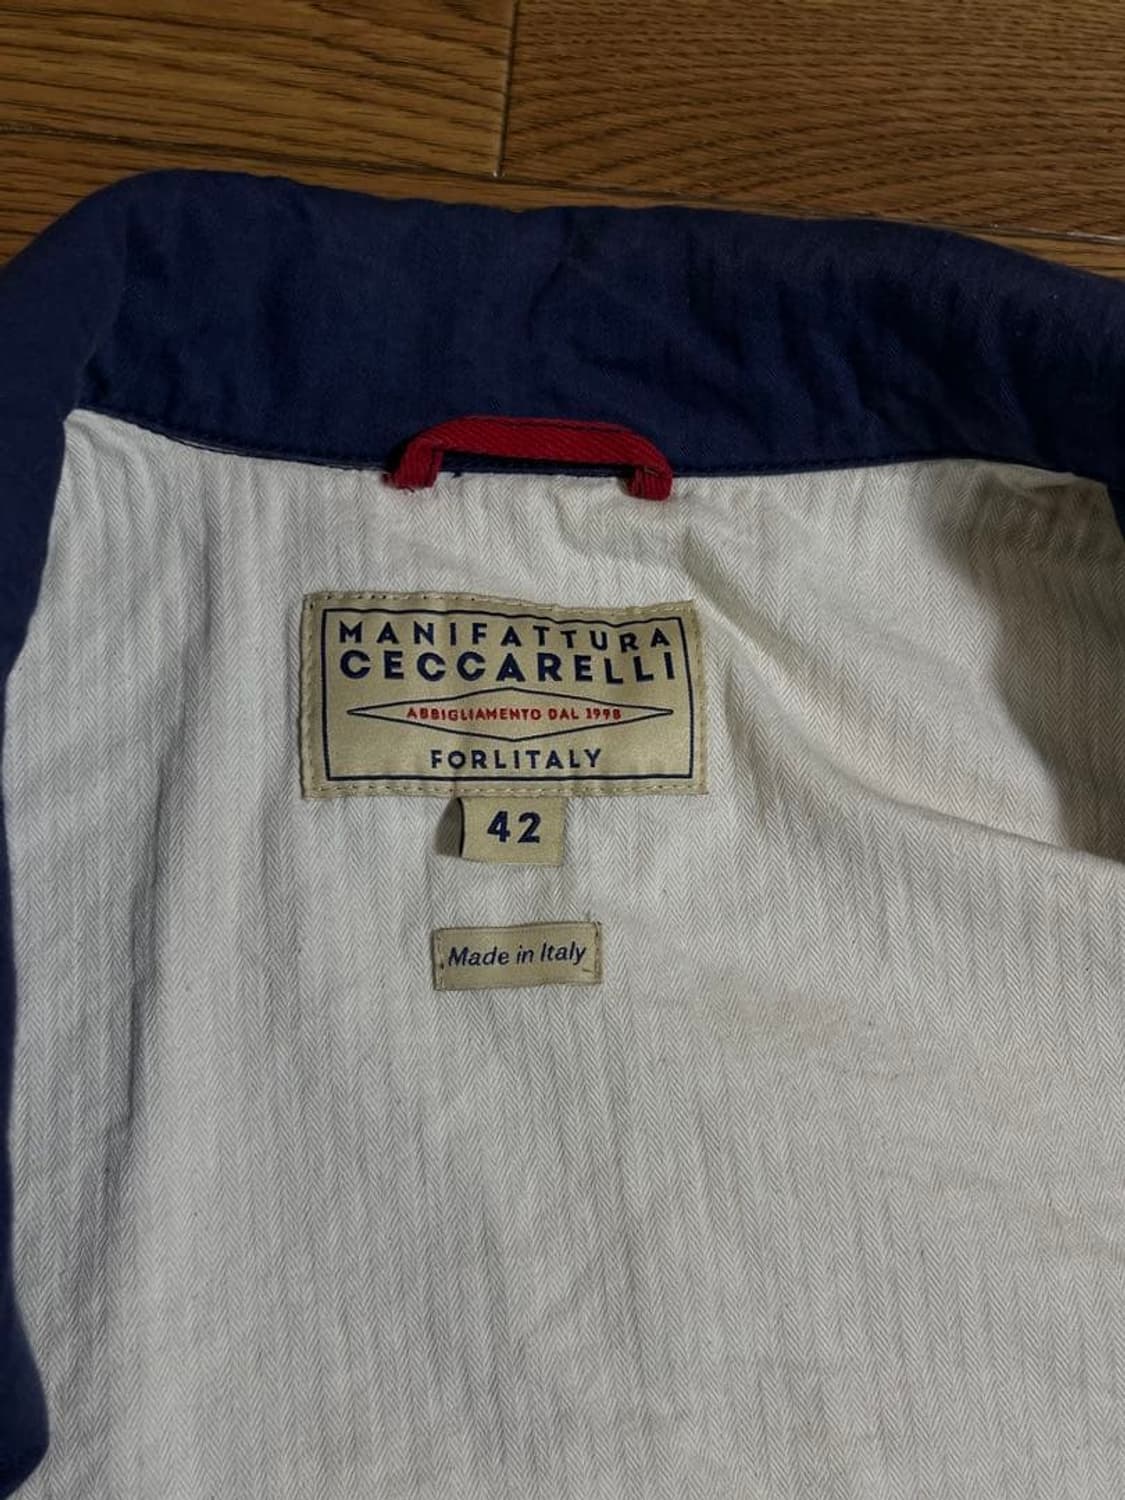 MANIFATTURA
CECCARELLI
ABBIGLIAMENTO DAL 1998
FORLITALY
42
Made in Italy